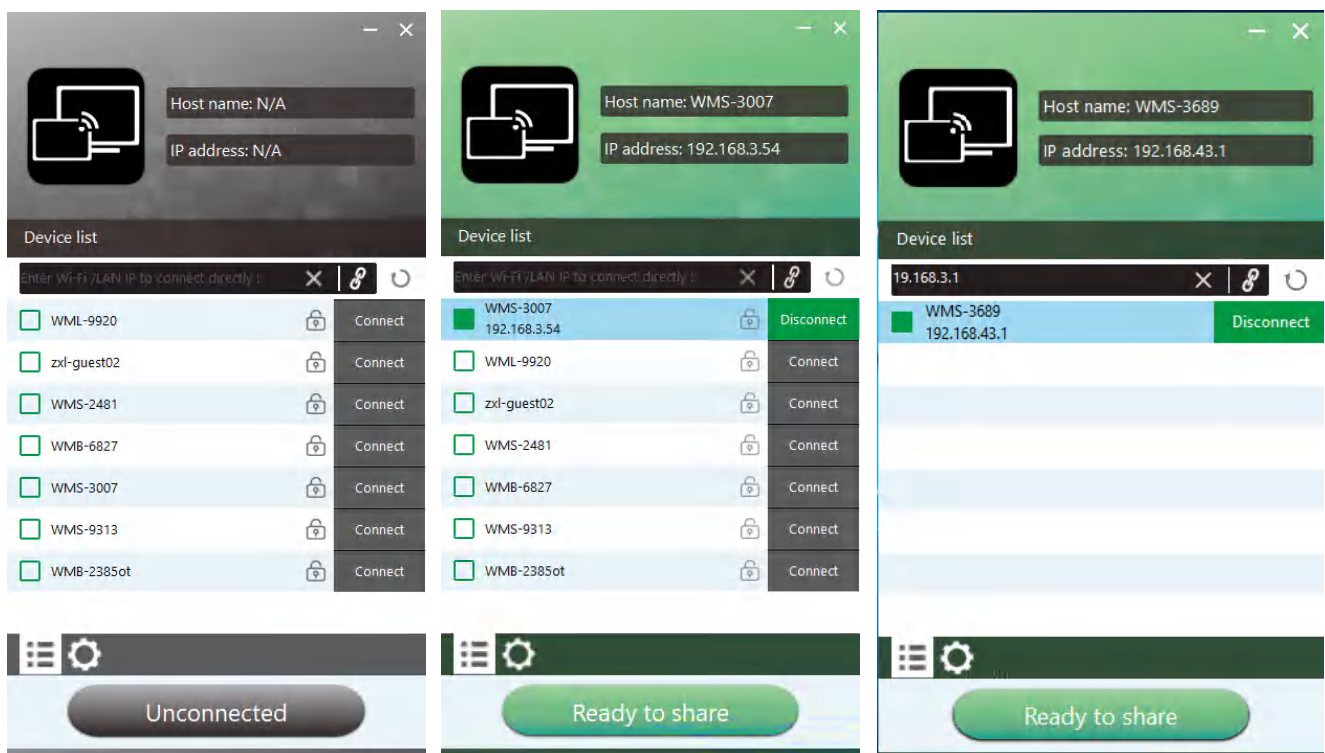 Host name: N/A
IP address: N/A
Device list
Enter Wi-Fi /LAN IP to connect directly !
WML-9920 Connect
zxl-guest02 Connect
WMS-2481 Connect
WMB-6827 Connect
WMS-3007 Connect
WMS-9313 Connect
WMB-2385ot Connect
Unconnected
Host name: WMS-3007
IP address: 192.168.3.54
Device list
Enter Wi-Fi /LAN IP to connect directly !
WMS-3007
192.168.3.54
Disconnect
WML-9920 Connect
zxl-guest02 Connect
WMS-2481 Connect
WMB-6827 Connect
WMS-9313 Connect
WMB-2385ot Connect
Ready to share
Host name: WMS-3689
IP address: 192.168.43.1
Device list
19.168.3.1
WMS-3689
192.168.43.1
Disconnect
Ready to share